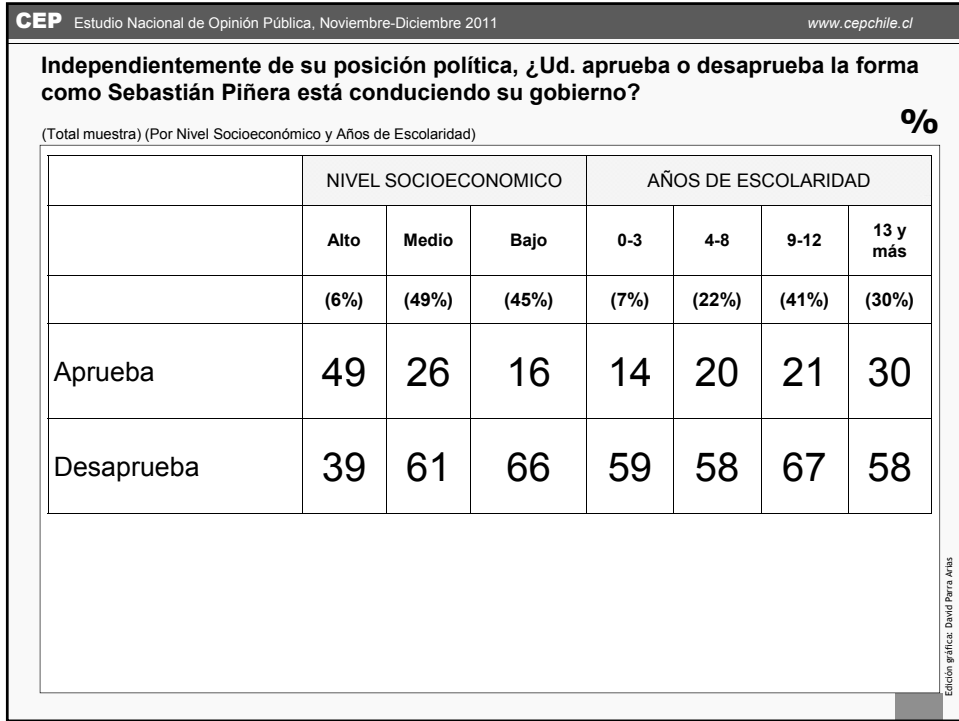 CEP Estudio Nacional de Opinión Pública, Noviembre-Diciembre 2011 www.cepchile.cl
Independientemente de su posición política, ¿Ud. aprueba o desaprueba la forma
como Sebastián Piñera está conduciendo su gobierno?
%
(Total muestra) (Por Nivel Socioeconómico y Años de Escolaridad)
NIVEL SOCIOECONOMICO AÑOS DE ESCOLARIDAD
Alto Medio Bajo 0-3 4-8 9-12 13 y
más
(6%) (49%) (45%) (7%) (22%) (41%) (30%)
Aprueba 49 26 16 14 20 21 30
Desaprueba 39 61 66 59 58 67 58
Edición gráfica: David Parra Arias